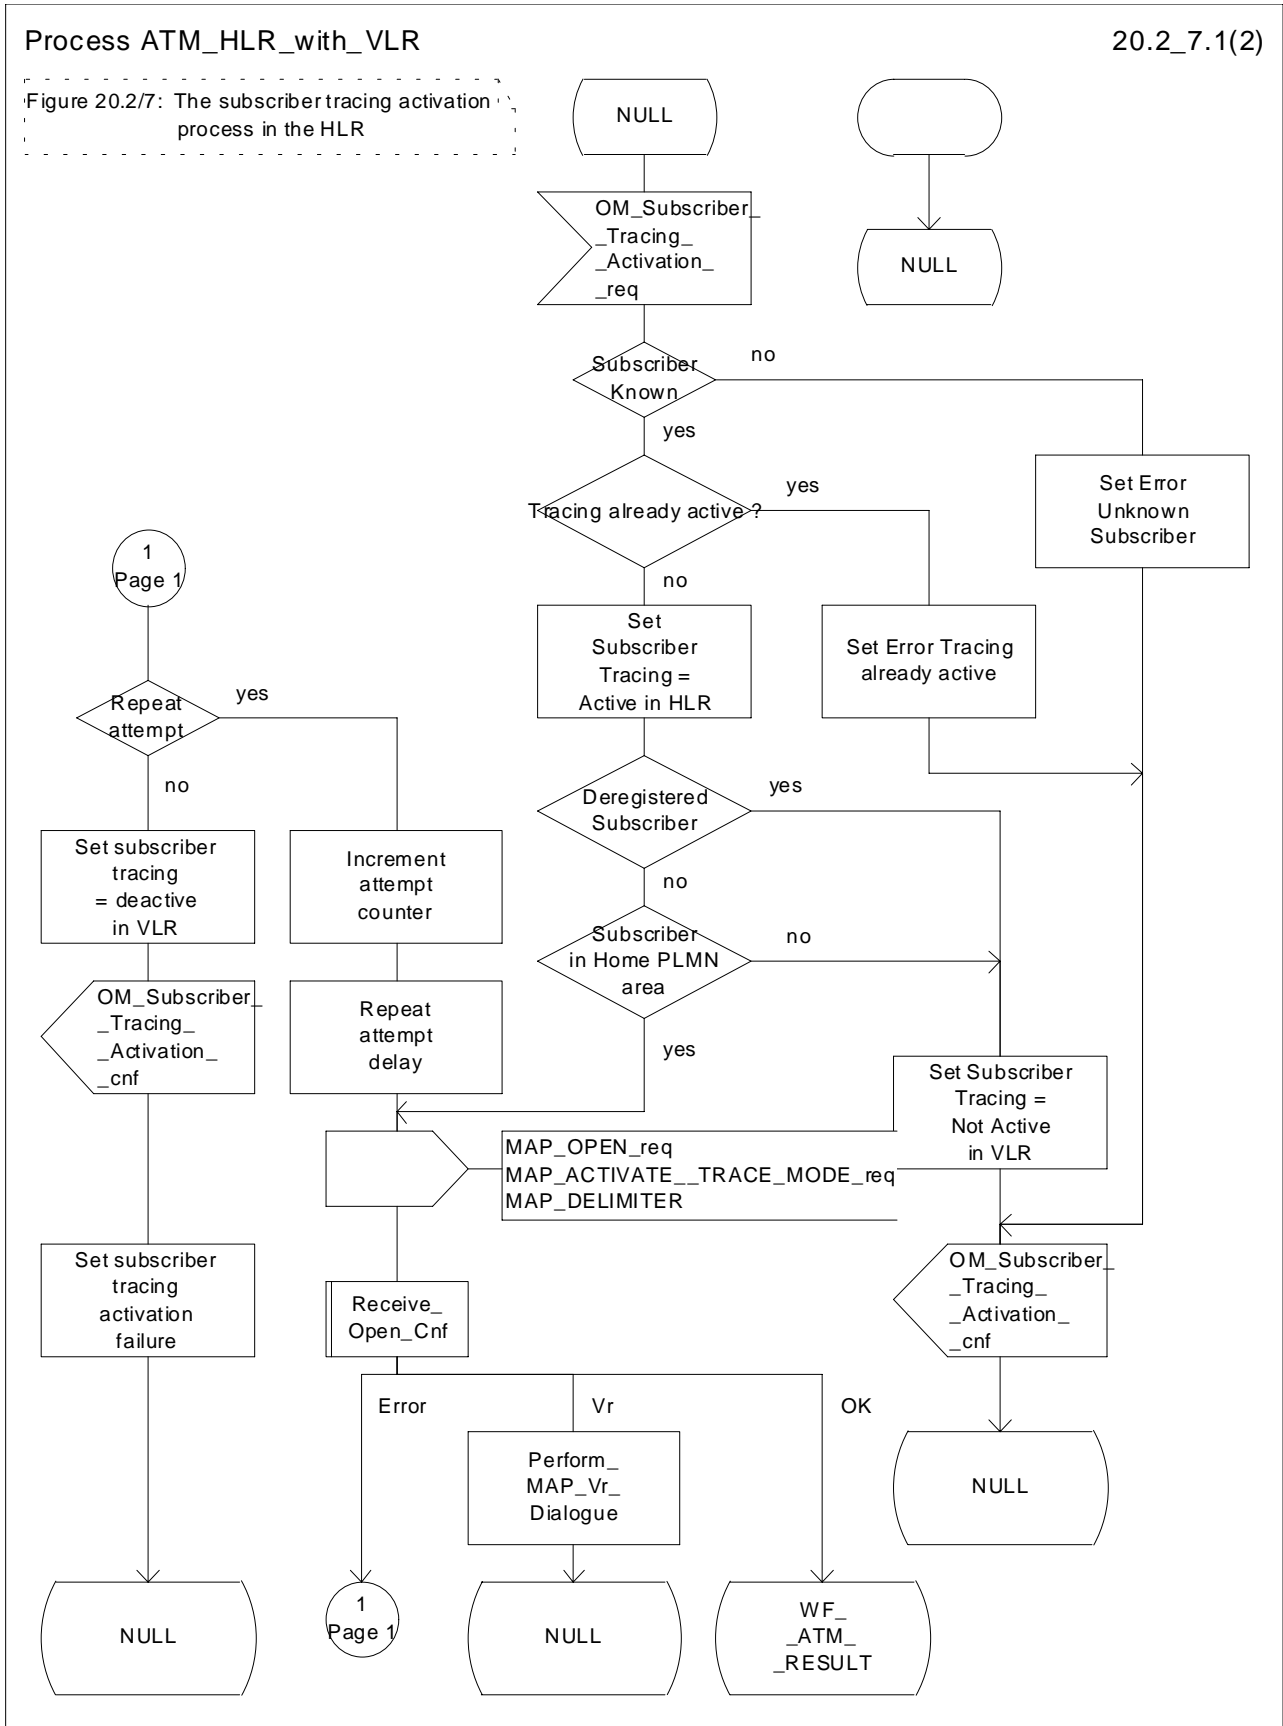 Process ATM_HLR_with_VLR
20.2_7.1(2)
Figure 20.2/7: The subscriber tracing activation
process in the HLR
NULL
OM_Subscriber_
_Tracing_
_Activation_
_req
NULL
Subscriber
Known
no
yes
Tracing already active ?
yes
no
Set Error
Unknown
Subscriber
1
Page 1
Set
Subscriber
Tracing =
Active in HLR
Set Error Tracing
already active
Repeat
attempt
yes
no
Deregistered
Subscriber
yes
no
Set subscriber
tracing
= deactive
in VLR
Increment
attempt
counter
Subscriber
in Home PLMN
area
no
yes
OM_Subscriber_
_Tracing_
_Activation_
_cnf
Repeat
attempt
delay
Set Subscriber
Tracing =
Not Active
in VLR
MAP_OPEN_req
MAP_ACTIVATE__TRACE_MODE_req
MAP_DELIMITER
Set subscriber
tracing
activation
failure
Receive_
Open_Cnf
OM_Subscriber_
_Tracing_
_Activation_
_cnf
Error
Vr
OK
Perform_
MAP_Vr_
Dialogue
NULL
NULL
1
Page 1
NULL
WF_
_ATM_
_RESULT